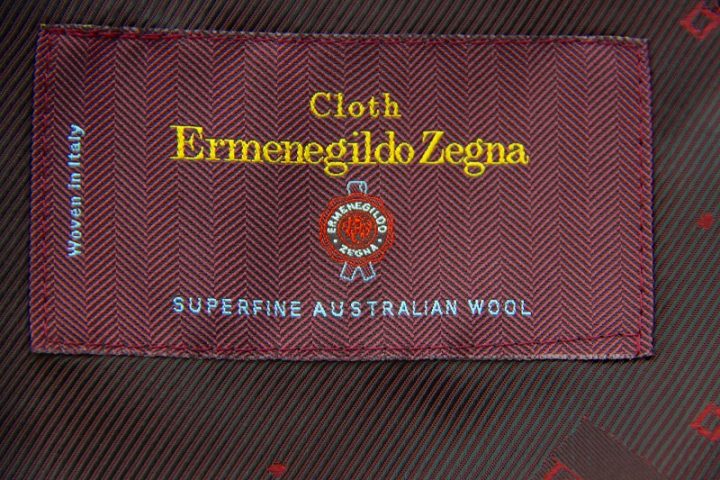 Cloth
Ermenegildo Zegna
Woven in Italy
ERMENEGILDO
ZEGNA
SUPERFINE AUSTRALIAN WOOL